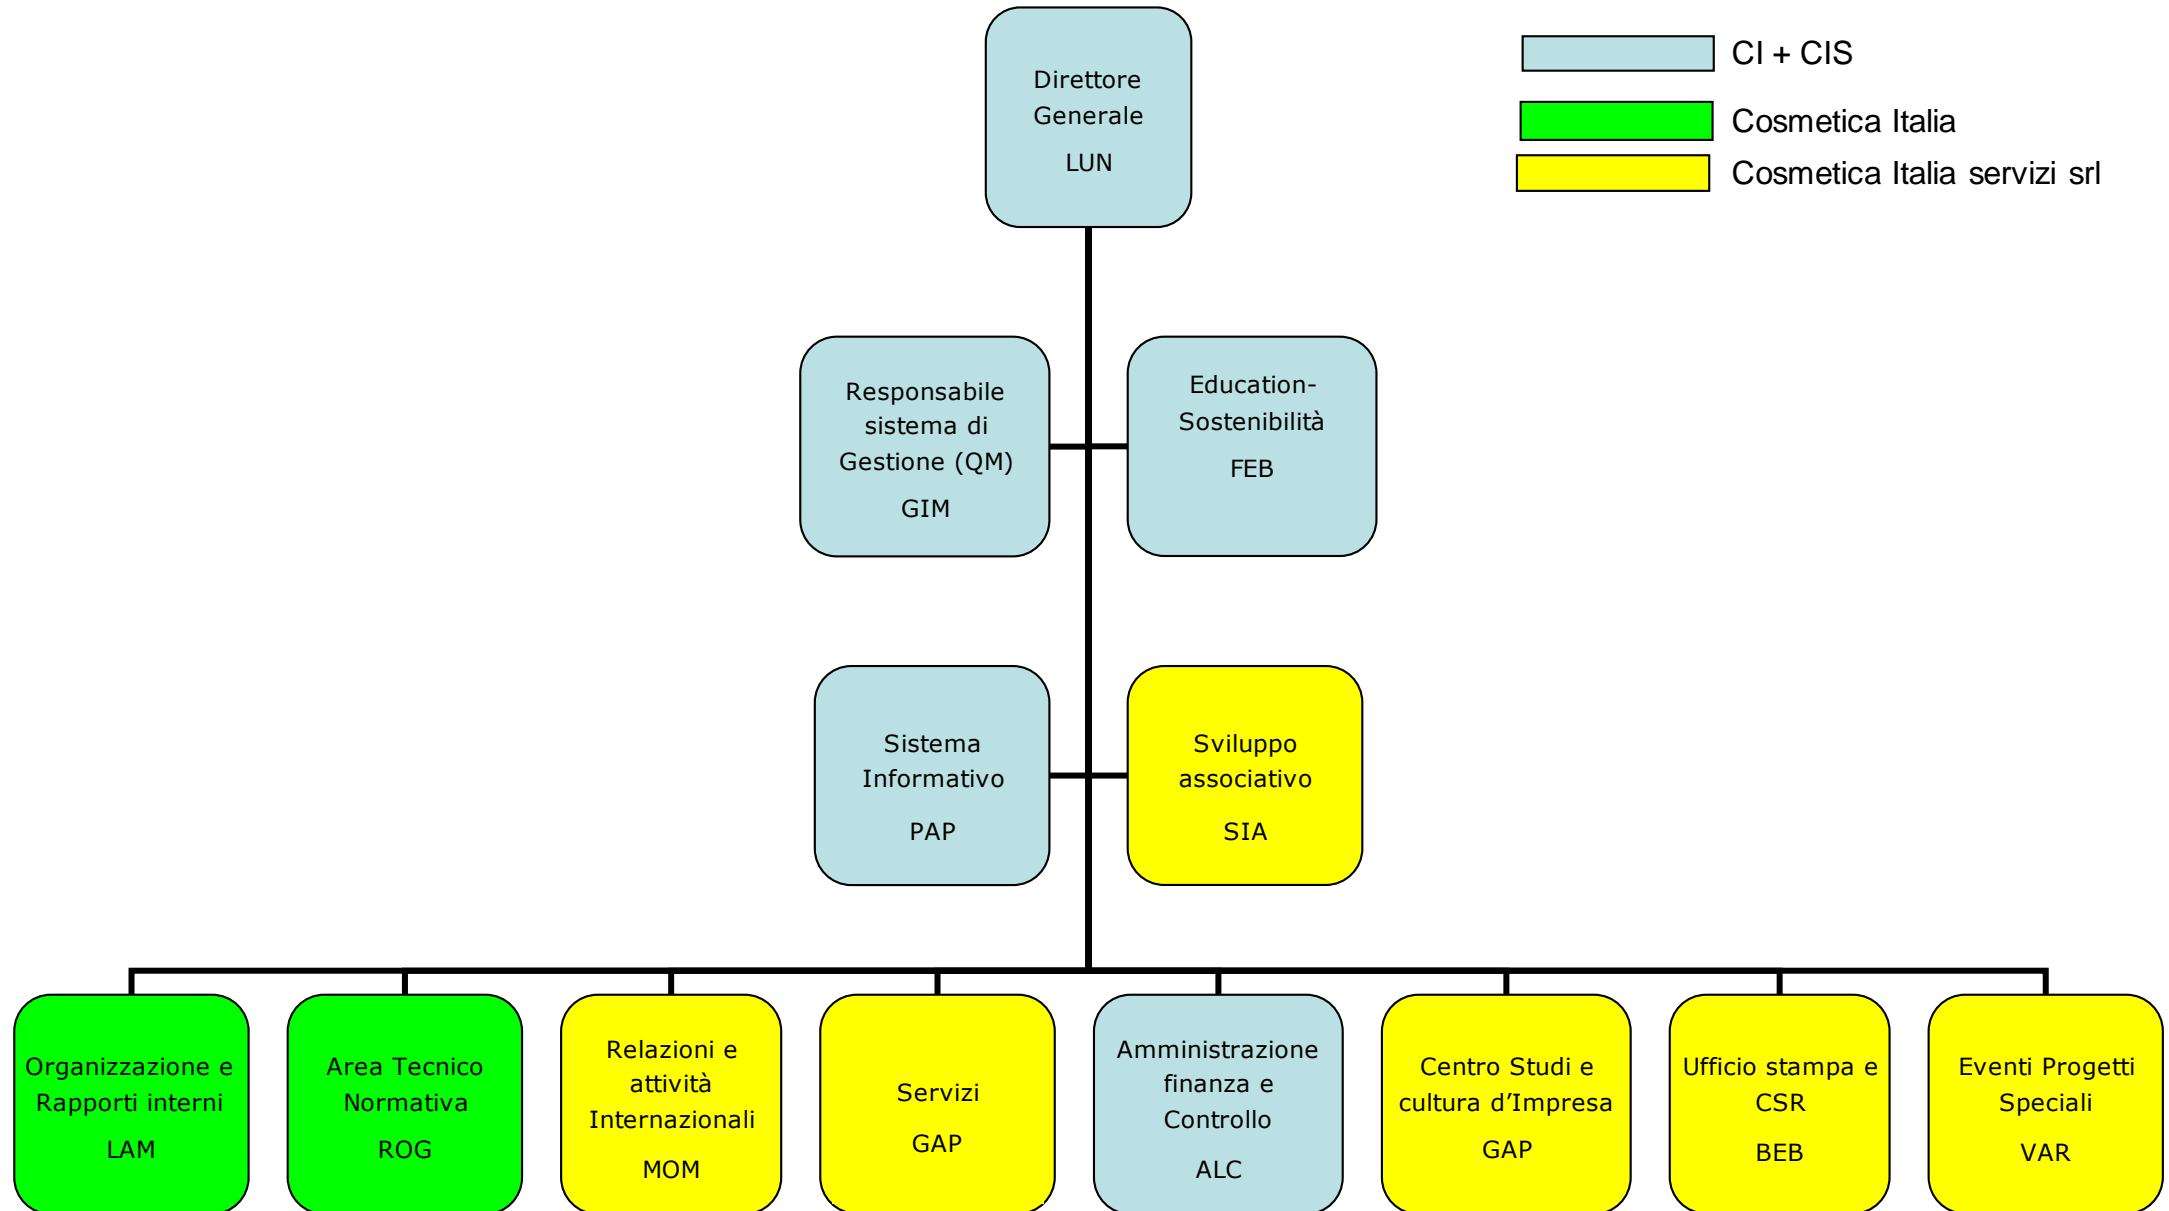 Direttore
Generale
LUN
CI + CIS
Cosmetica Italia
Cosmetica Italia servizi srl
Responsabile
sistema di
Gestione (QM)
GIM
Education-
Sostenibilità
FEB
Sistema
Informativo
PAP
Sviluppo
associativo
SIA
Organizzazione e
Rapporti interni
LAM
Area Tecnico
Normativa
ROG
Relazioni e
attività
Internazionali
MOM
Servizi
GAP
Amministrazione
finanza e
Controllo
ALC
Centro Studi e
cultura d’Impresa
GAP
Ufficio stampa e
CSR
BEB
Eventi Progetti
Speciali
VAR